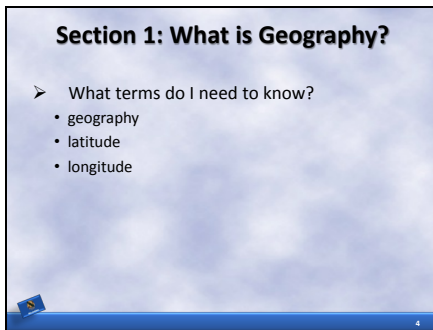 Section 1: What is Geography?
➢ What terms do I need to know?
• geography
• latitude
• longitude
4